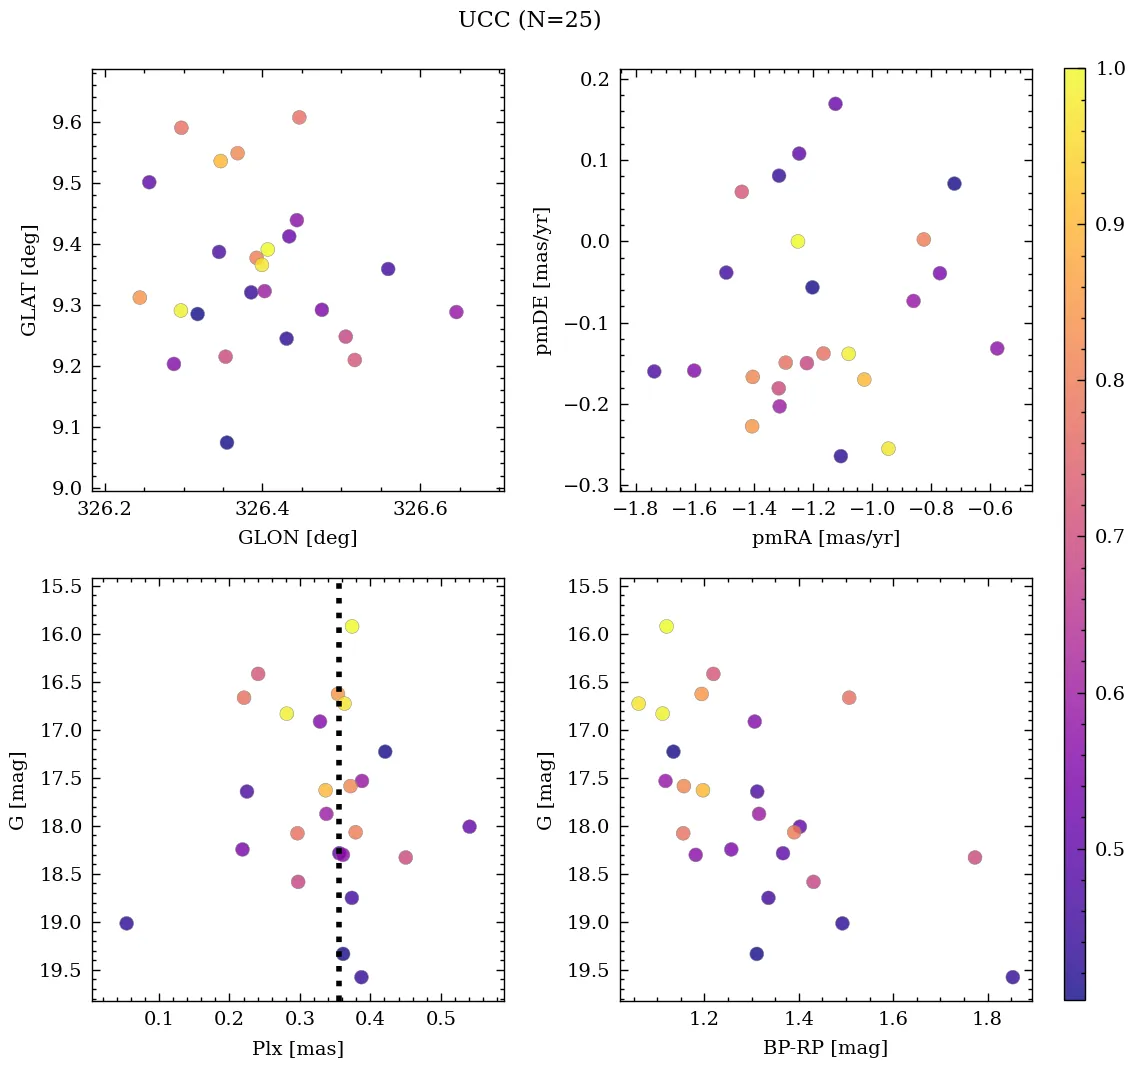 UCC (N=25)
9.6
9.5
9.4
9.3
9.2
9.1
9.0
GLAT [deg]
326.2 326.4 326.6
GLON [deg]
0.2
0.1
0.0
−0.1
−0.2
−0.3
pmDE [mas/yr]
−1.8 −1.6 −1.4 −1.2 −1.0 −0.8 −0.6
pmRA [mas/yr]
15.5
16.0
16.5
17.0
17.5
18.0
18.5
19.0
19.5
G [mag]
0.1 0.2 0.3 0.4 0.5
Plx [mas]
15.5
16.0
16.5
17.0
17.5
18.0
18.5
19.0
19.5
G [mag]
1.2 1.4 1.6 1.8
BP-RP [mag]
1.0
0.9
0.8
0.7
0.6
0.5